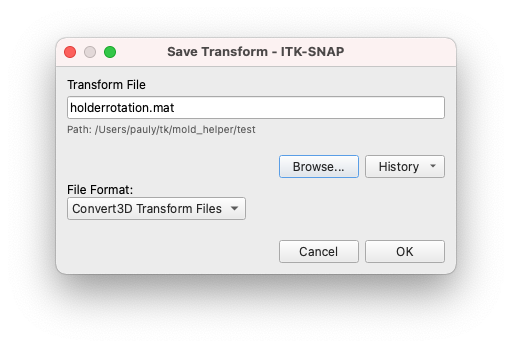 Save Transform - ITK-SNAP
Transform File
holderrotation.mat
Path: /Users/pauly/tk/mold_helper/test
Browse... History
File Format:
Convert3D Transform Files
Cancel OK